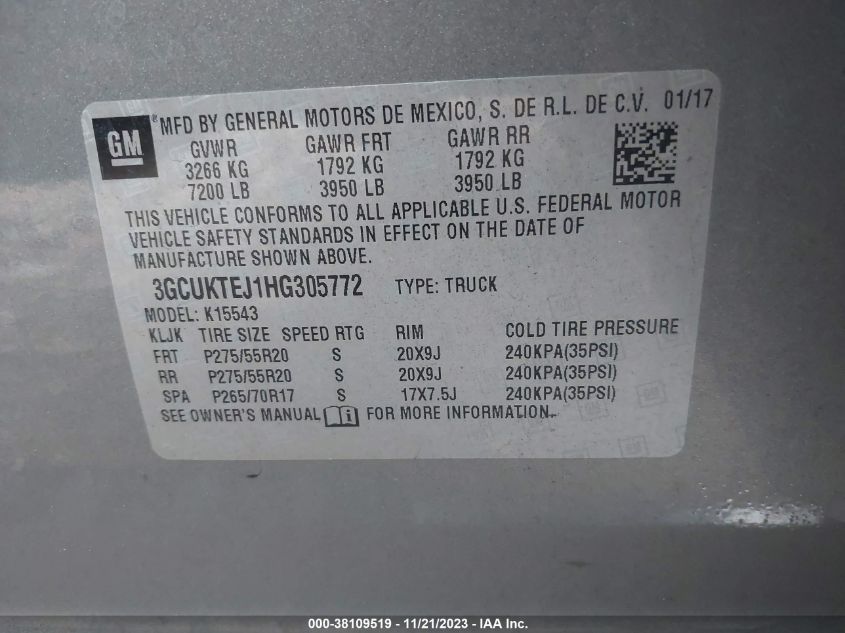 GM ® MFD BY GENERAL MOTORS DE MEXICO, S. DE R.L. DE C.V. 01/17
GVWR GAWR FRT GAWR RR
3266 KG 1792 KG 1792 KG
7200 LB 3950 LB 3950 LB
THIS VEHICLE CONFORMS TO ALL APPLICABLE U.S. FEDERAL MOTOR
VEHICLE SAFETY STANDARDS IN EFFECT ON THE DATE OF
MANUFACTURE SHOWN ABOVE.
3GCUKTEJ1HG305772 TYPE: TRUCK
MODEL: K15543
KLJK TIRE SIZE SPEED RTG RIM COLD TIRE PRESSURE
FRT P275/55R20 S 20X9J 240KPA(35PSI)
RR P275/55R20 S 20X9J 240KPA(35PSI)
SPA P265/70R17 S 17X7.5J 240KPA(35PSI)
SEE OWNER'S MANUAL FOR MORE INFORMATION.
000-38109519 - 11/21/2023 - IAA Inc.